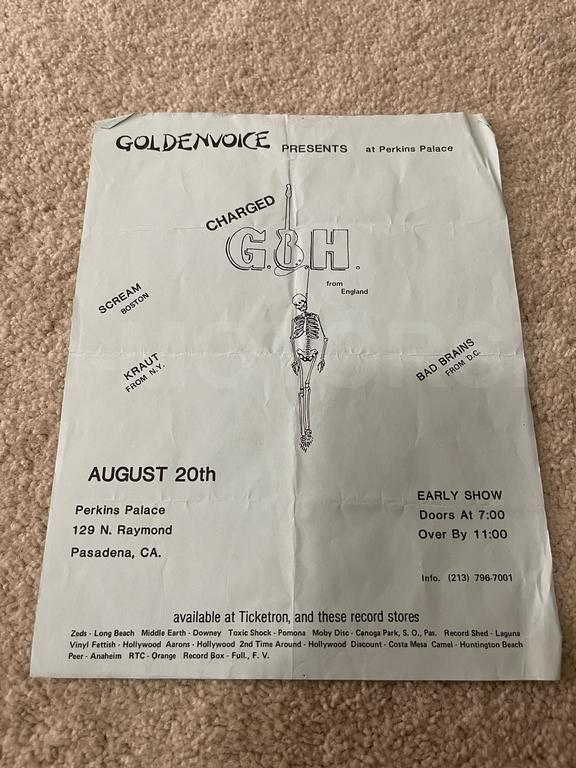 GOLDENVOICE PRESENTS at Perkins Palace
CHARGED
G.B.H.
from
England
SCREAM
BOSTON
KRAUT
FROM N.Y.
BAD BRAINS
FROM D.C.
AUGUST 20th
Perkins Palace
129 N. Raymond
Pasadena, CA.
EARLY SHOW
Doors At 7:00
Over By 11:00
Info. (213) 796-7001
available at Ticketron, and these record stores
Zeds - Long Beach Middle Earth - Downey Toxic Shock - Pomona Moby Disc - Canoga Park, S. O., Pas. Record Shed - Laguna
Vinyl Fettish - Hollywood Aarons - Hollywood 2nd Time Around - Hollywood Discount - Costa Mesa Camel - Huntington Beach
Peer - Anaheim RTC - Orange Record Box - Full., F. V.